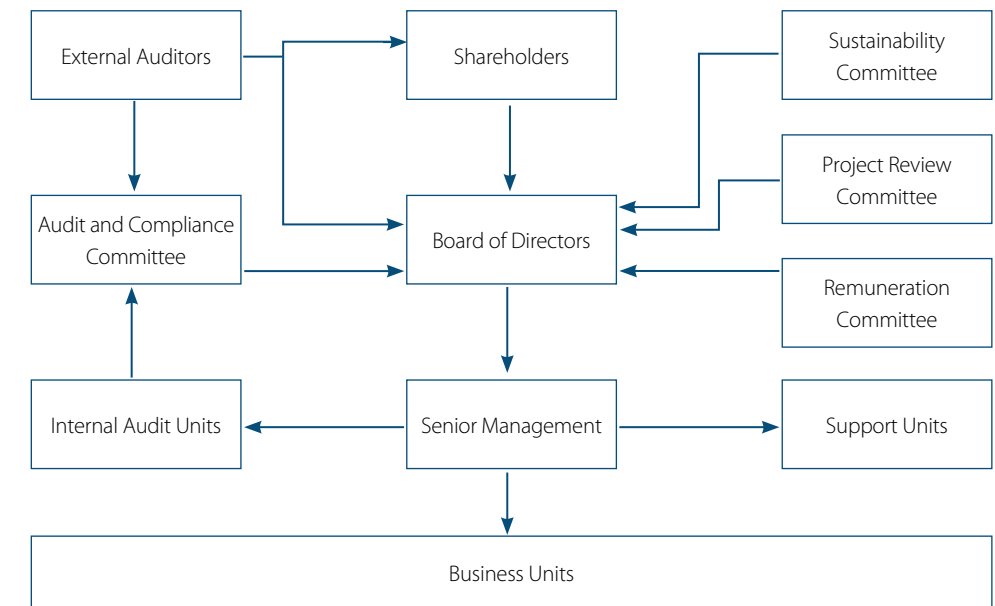 External Auditors
Shareholders
Sustainability
Committee
Project Review
Committee
Audit and Compliance
Committee
Board of Directors
Remuneration
Committee
Internal Audit Units
Senior Management
Support Units
Business Units